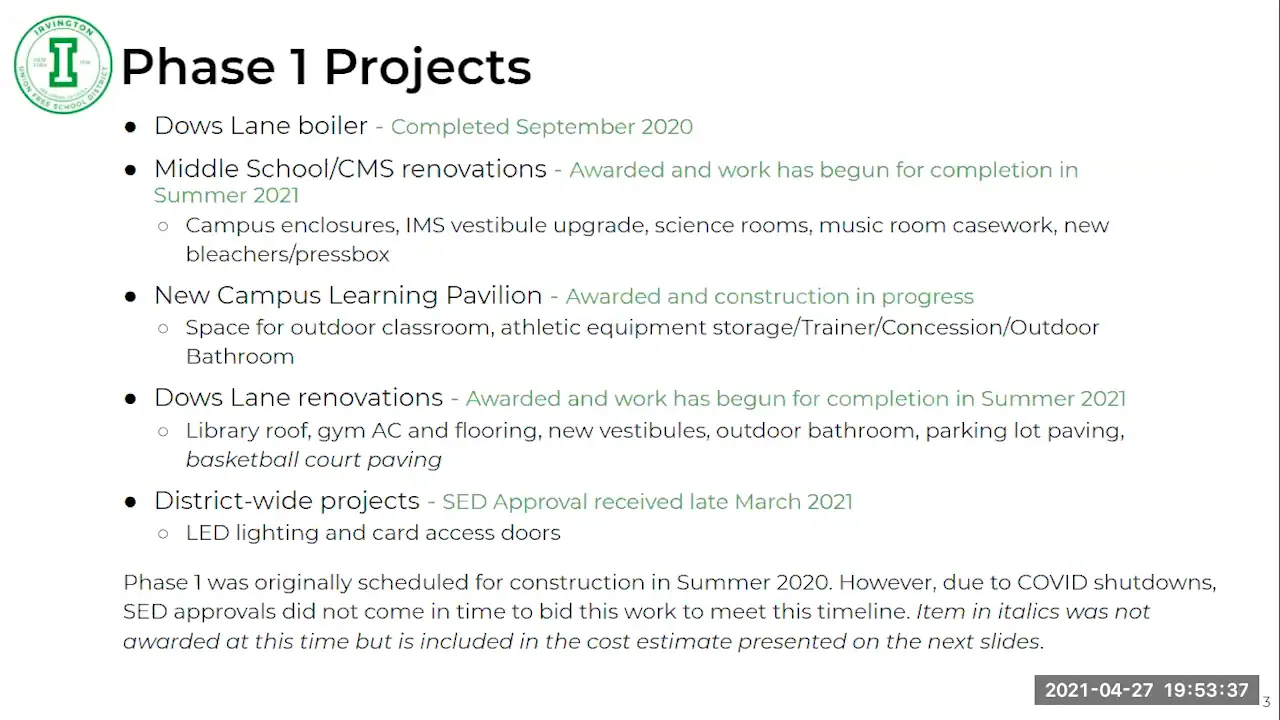 IRVINGTON
I
UNION FREE SCHOOL DISTRICT
Phase 1 Projects
● Dows Lane boiler - Completed September 2020
● Middle School/CMS renovations - Awarded and work has begun for completion in
Summer 2021
○ Campus enclosures, IMS vestibule upgrade, science rooms, music room casework, new
bleachers/pressbox
● New Campus Learning Pavilion - Awarded and construction in progress
○ Space for outdoor classroom, athletic equipment storage/Trainer/Concession/Outdoor
Bathroom
● Dows Lane renovations - Awarded and work has begun for completion in Summer 2021
○ Library roof, gym AC and flooring, new vestibules, outdoor bathroom, parking lot paving,
basketball court paving
● District-wide projects - SED Approval received late March 2021
○ LED lighting and card access doors
Phase 1 was originally scheduled for construction in Summer 2020. However, due to COVID shutdowns,
SED approvals did not come in time to bid this work to meet this timeline. Item in italics was not
awarded at this time but is included in the cost estimate presented on the next slides.
2021-04-27 19:53:37
3